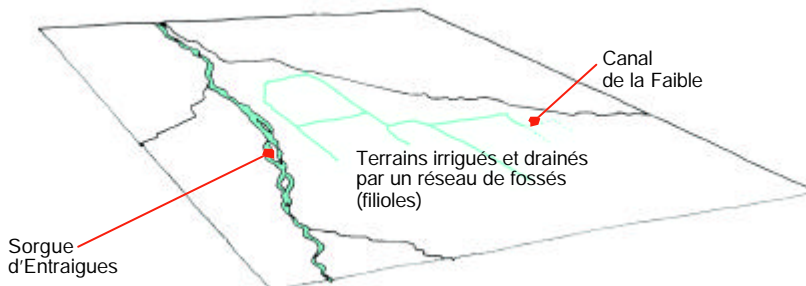 Canal
de la Faible
Terrains irrigués et drainés
par un réseau de fossés
(filioles)
Sorgue
d'Entraigues